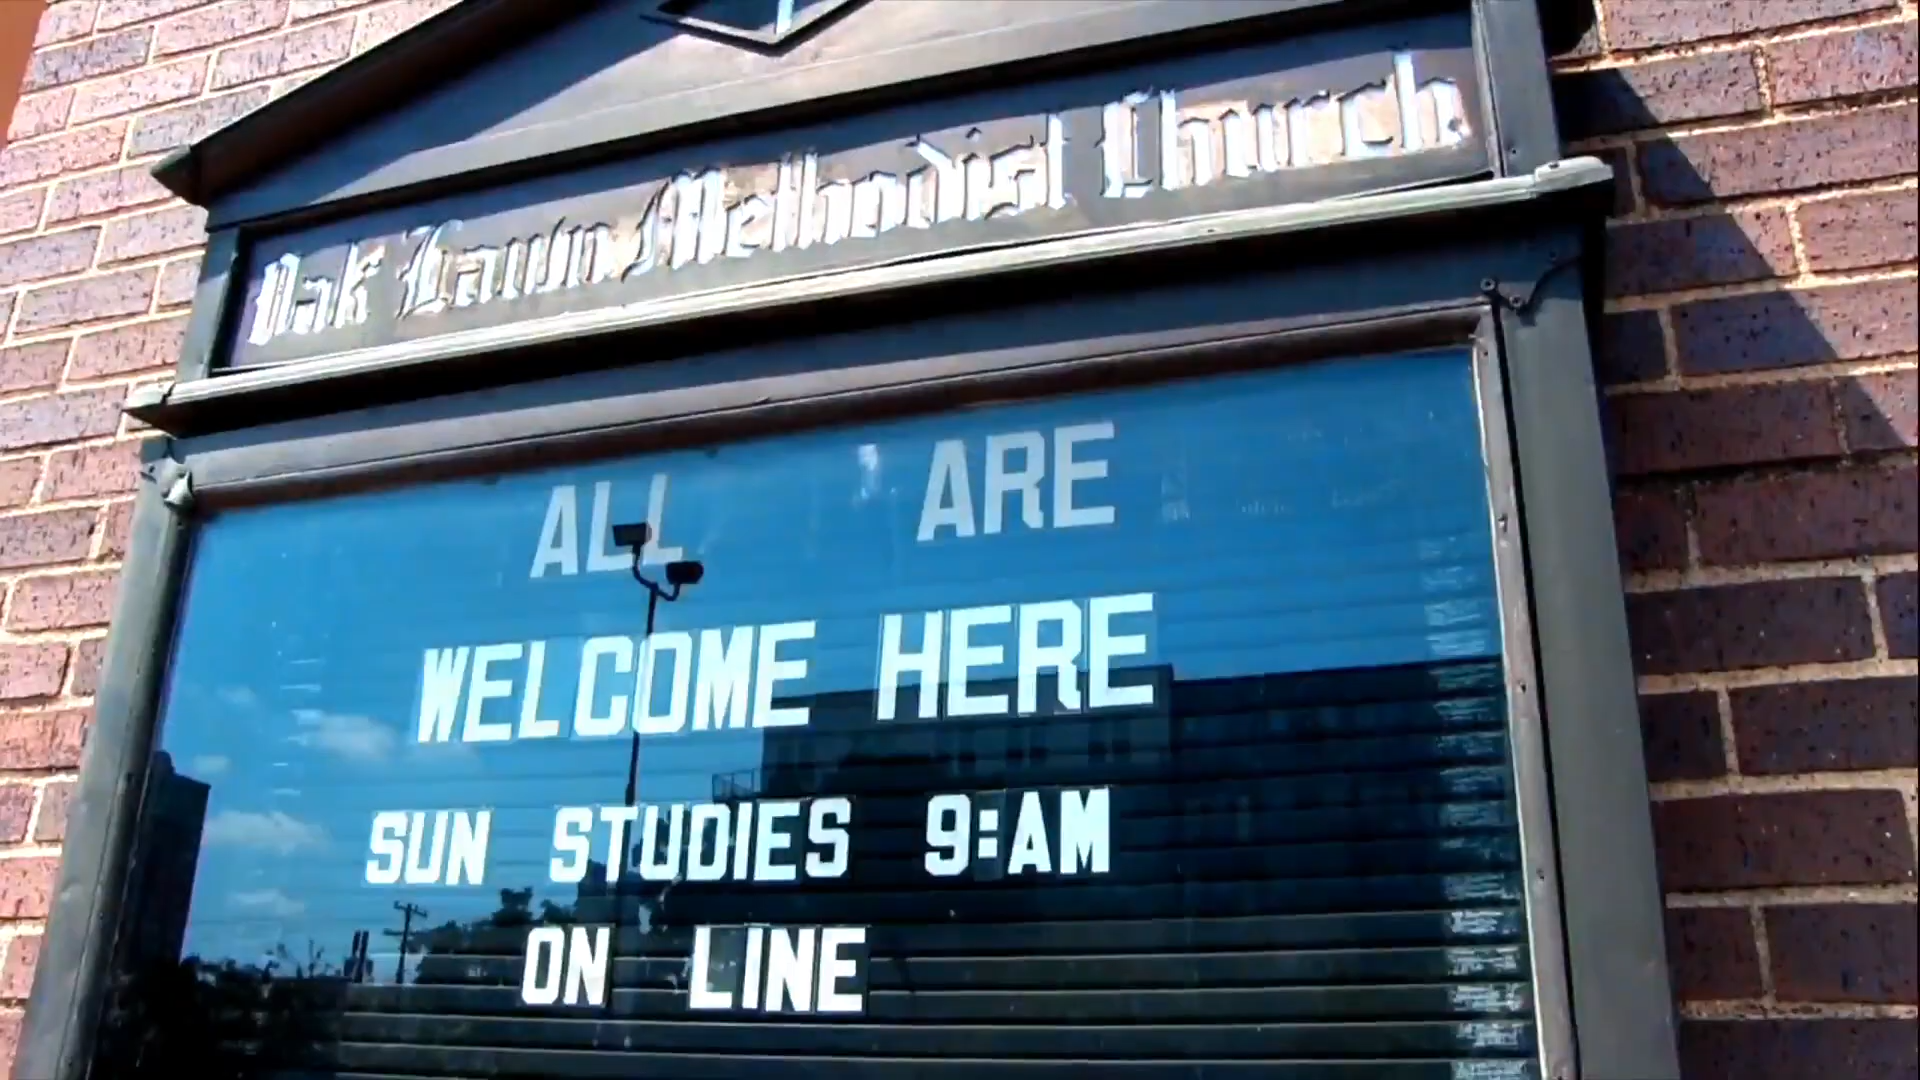 Oak Lawn Methodist Church
ALL ARE
WELCOME HERE
SUN STUDIES 9:AM
ON LINE